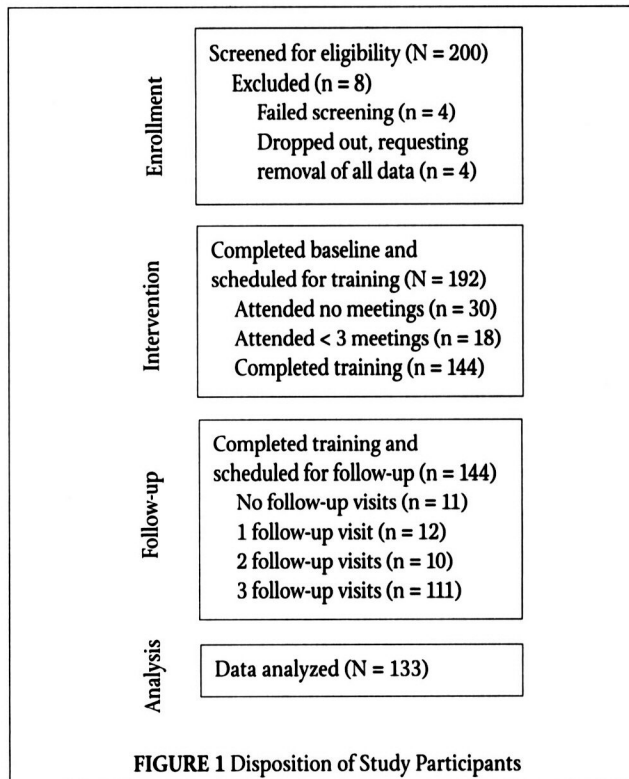 Enrollment
Screened for eligibility (N = 200)
Excluded (n = 8)
Failed screening (n = 4)
Dropped out, requesting
removal of all data (n = 4)
Intervention
Completed baseline and
scheduled for training (N = 192)
Attended no meetings (n = 30)
Attended < 3 meetings (n = 18)
Completed training (n = 144)
Follow-up
Completed training and
scheduled for follow-up (n = 144)
No follow-up visits (n = 11)
1 follow-up visit (n = 12)
2 follow-up visits (n = 10)
3 follow-up visits (n = 111)
Analysis
Data analyzed (N = 133)
FIGURE 1 Disposition of Study Participants